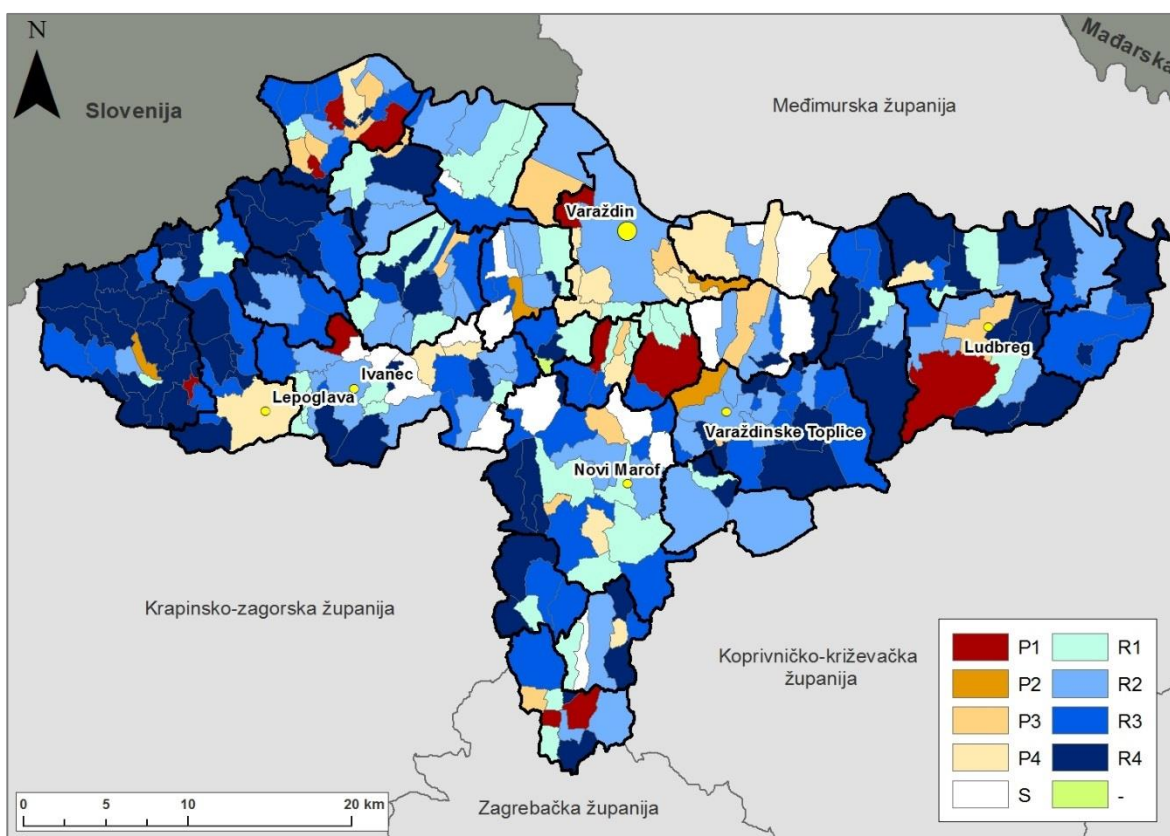 N
Slovenija
Mađarska
Međimurska županija
Varaždin
Ludbreg
Ivanec
Lepoglava
Varaždinske Toplice
Novi Marof
Krapinsko-zagorska županija
Koprivničko-križevačka
županija
Zagrebačka županija
P1 R1
P2 R2
P3 R3
P4 R4
S -
0 5 10 20 km